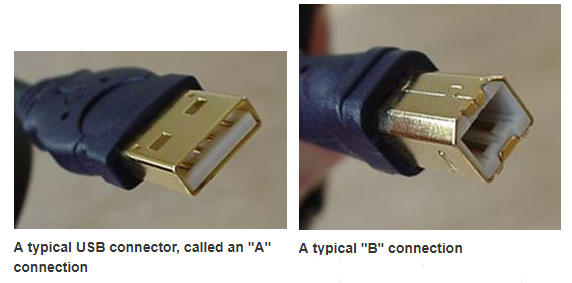 A typical USB connector, called an "A"
connection
A typical "B" connection